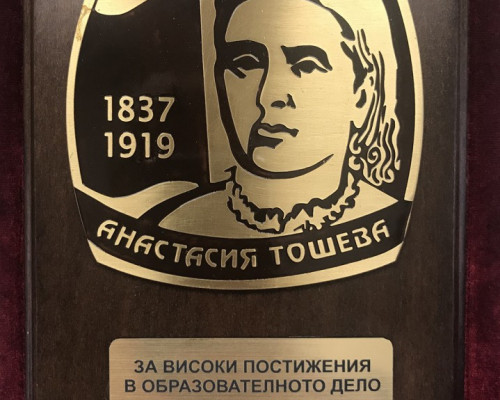 1837
1919
АНАСТАСИЯ ТОШЕВА
ЗА ВИСОКИ ПОСТИЖЕНИЯ
В ОБРАЗОВАТЕЛНОТО ДЕЛО